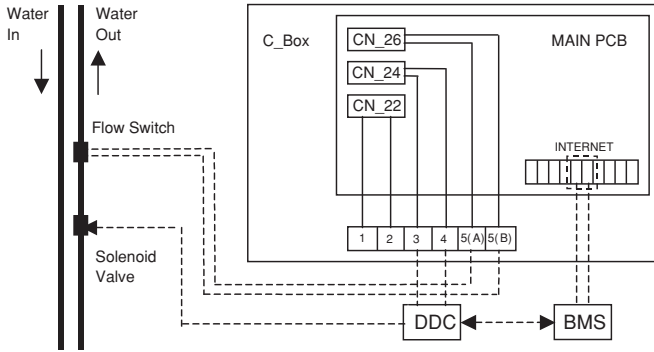 Water
In
Water
Out
Flow Switch
Solenoid
Valve
C_Box
MAIN PCB
CN_26
CN_24
CN_22
INTERNET
1 2 3 4 5(A) 5(B)
DDC
BMS